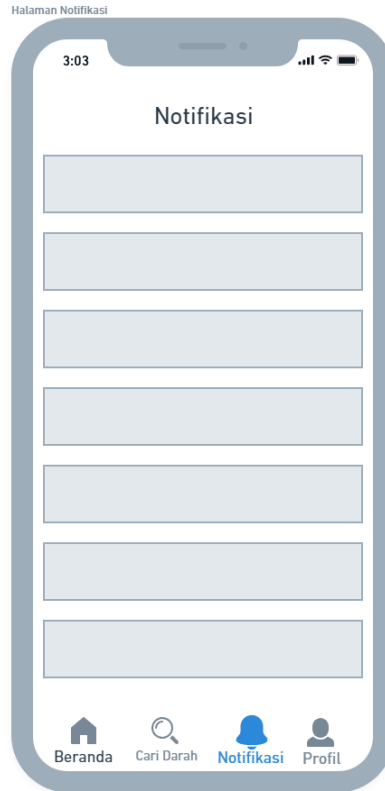 Halaman Notifikasi
3:03
Notifikasi
Beranda
Cari Darah
Notifikasi
Profil